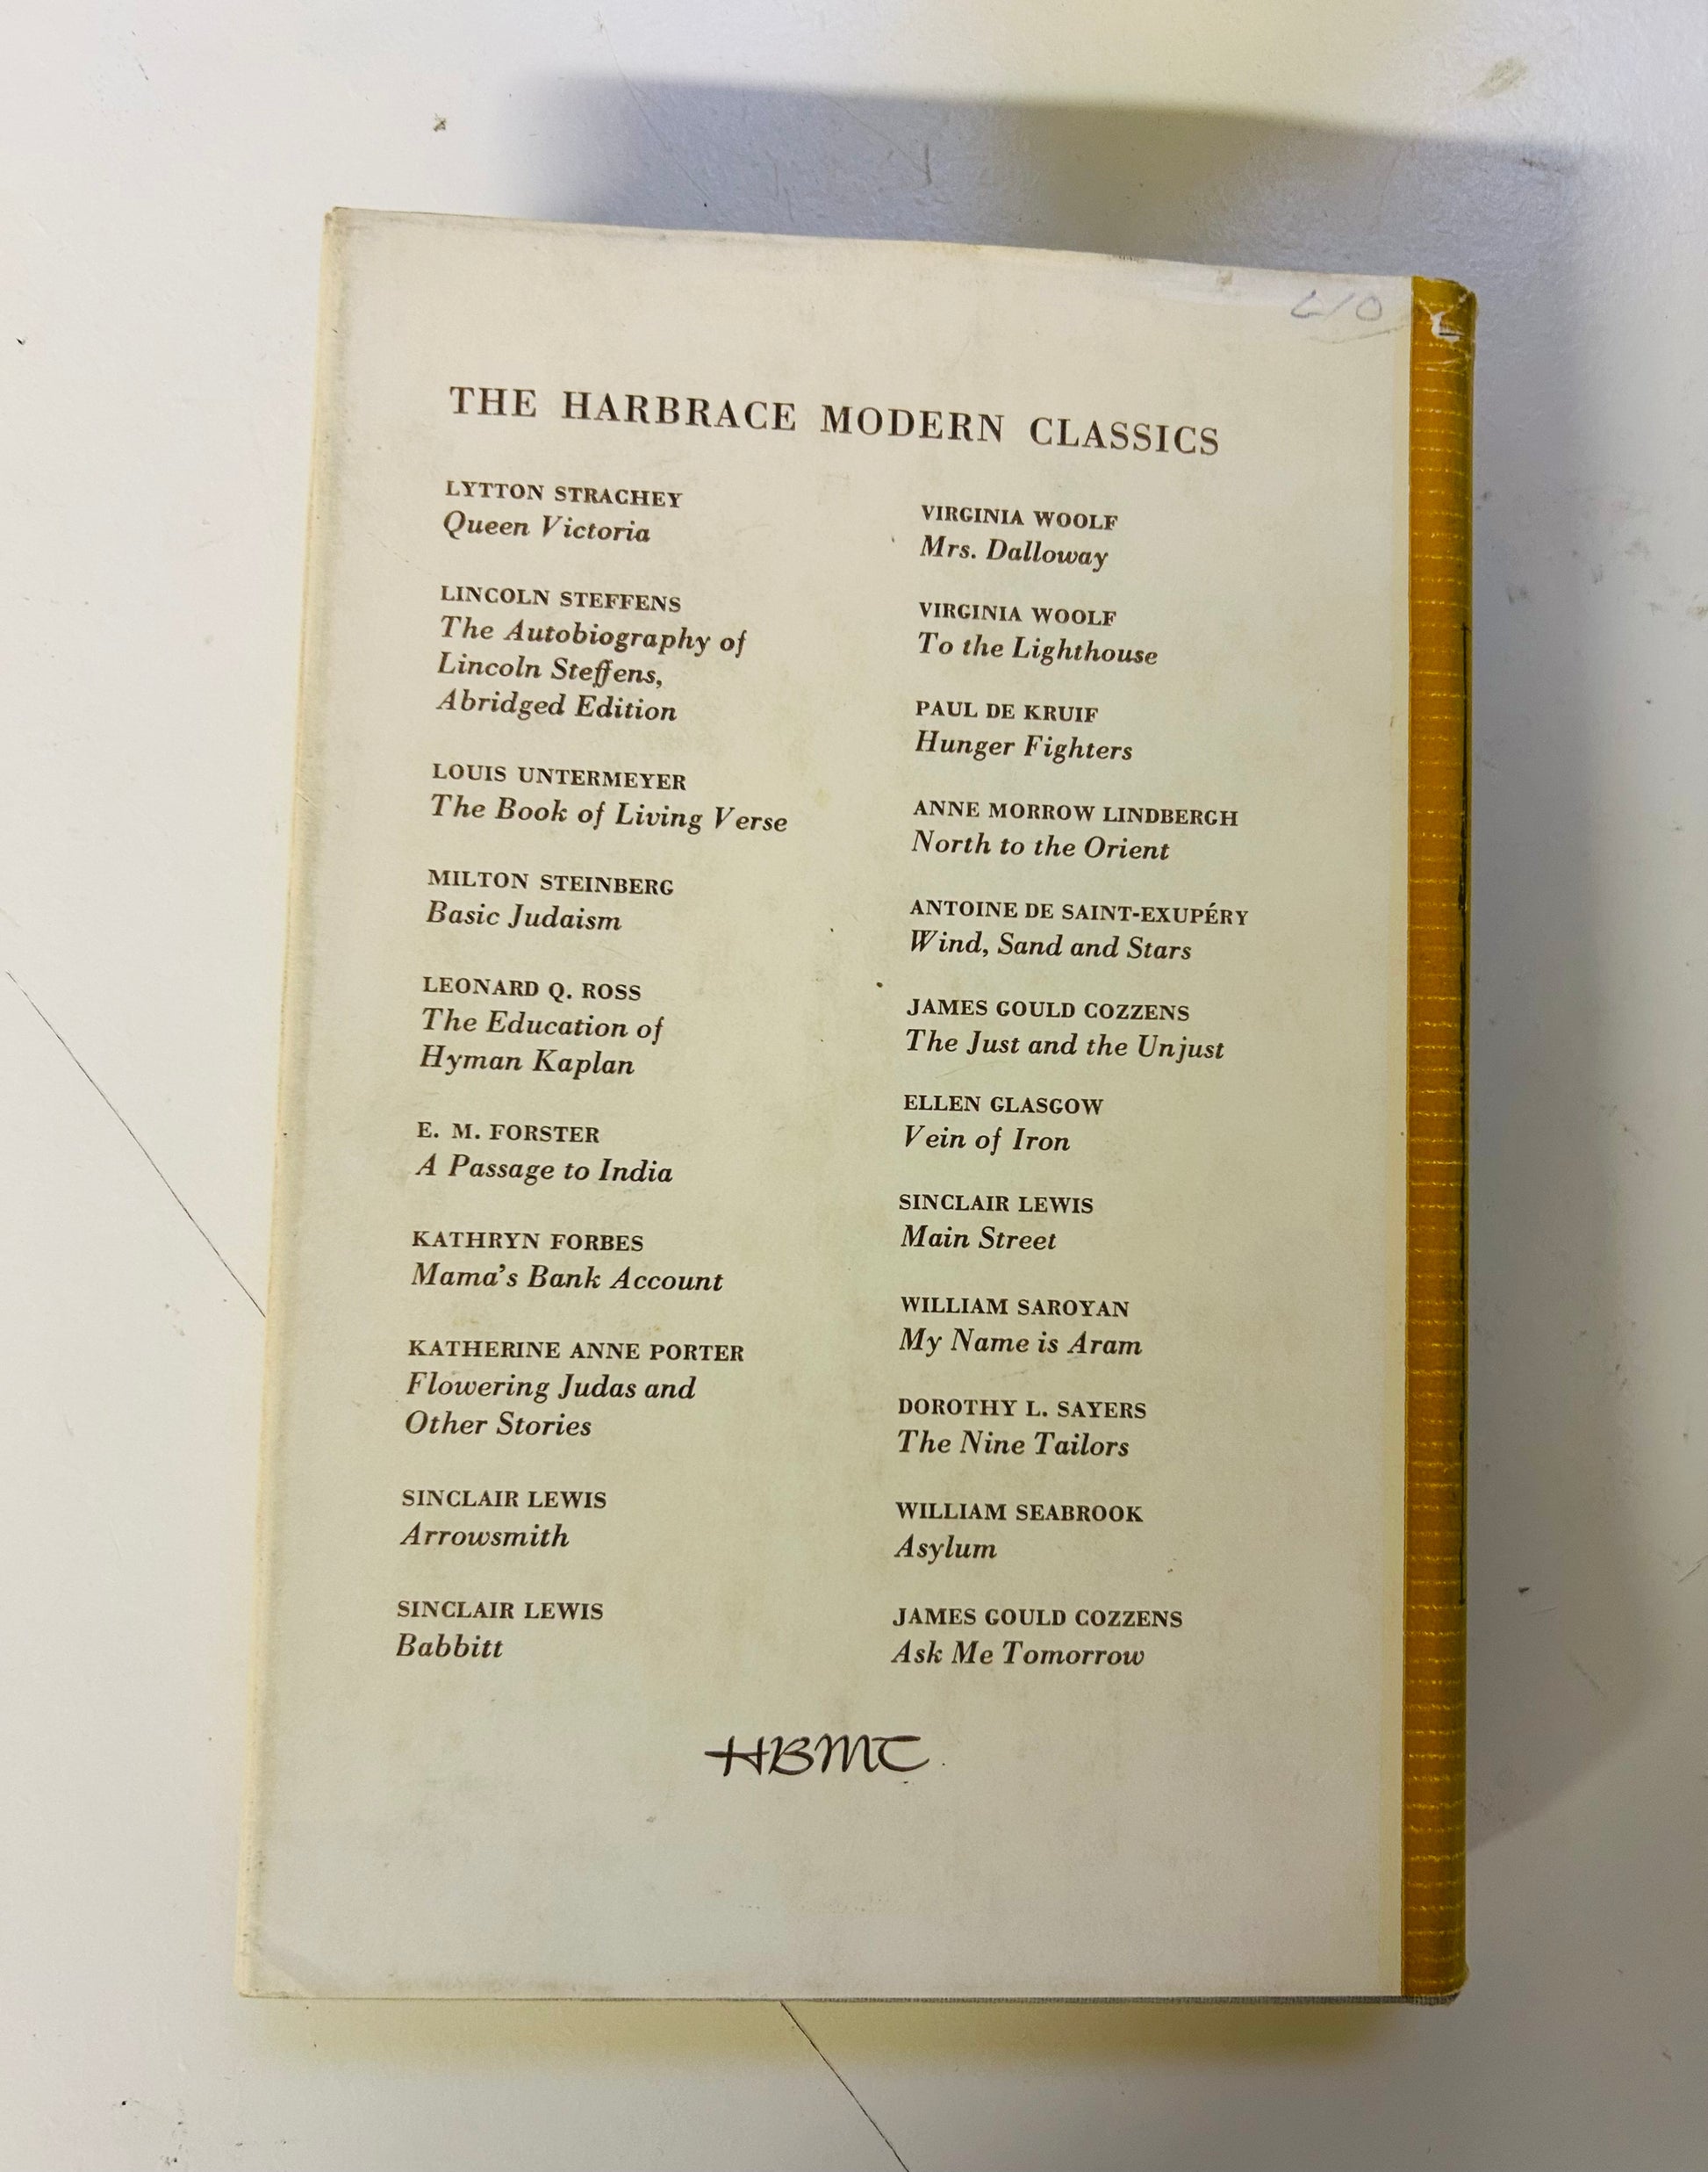 THE HARBRACE MODERN CLASSICS
LYTTON STRACHEY
Queen Victoria
LINCOLN STEFFENS
The Autobiography of
Lincoln Steffens,
Abridged Edition
LOUIS UNTERMEYER
The Book of Living Verse
MILTON STEINBERG
Basic Judaism
LEONARD Q. ROSS
The Education of
Hyman Kaplan
E. M. FORSTER
A Passage to India
KATHRYN FORBES
Mama's Bank Account
KATHERINE ANNE PORTER
Flowering Judas and
Other Stories
SINCLAIR LEWIS
Arrowsmith
SINCLAIR LEWIS
Babbitt
VIRGINIA WOOLF
Mrs. Dalloway
VIRGINIA WOOLF
To the Lighthouse
PAUL DE KRUIF
Hunger Fighters
ANNE MORROW LINDBERGH
North to the Orient
ANTOINE DE SAINT-EXUPÉRY
Wind, Sand and Stars
JAMES GOULD COZZENS
The Just and the Unjust
ELLEN GLASGOW
Vein of Iron
SINCLAIR LEWIS
Main Street
WILLIAM SAROYAN
My Name is Aram
DOROTHY L. SAYERS
The Nine Tailors
WILLIAM SEABROOK
Asylum
JAMES GOULD COZZENS
Ask Me Tomorrow
HBMC